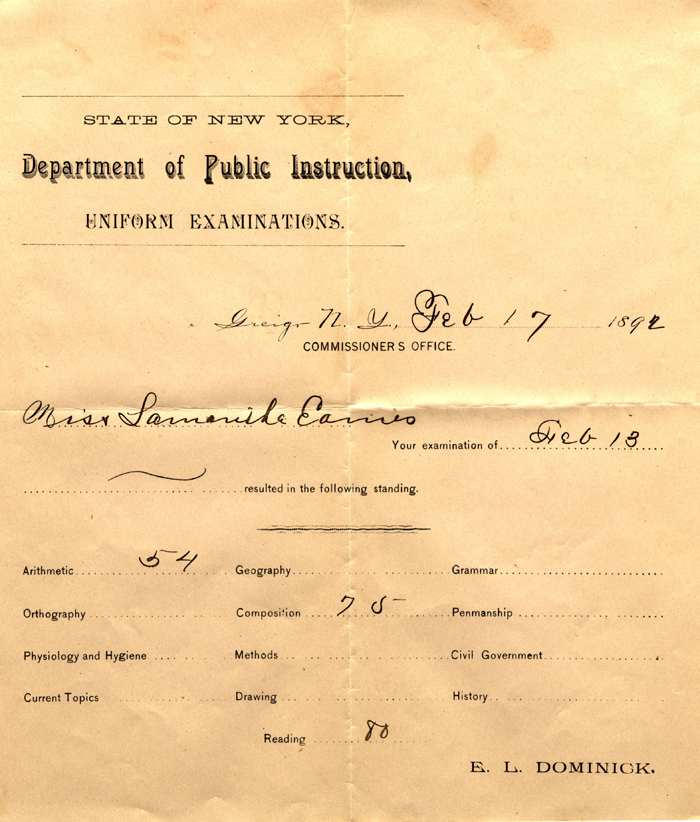 STATE OF NEW YORK,
Department of Public Instruction,
UNIFORM EXAMINATIONS.
Greig N. Y., Feb 17 1892
COMMISSIONER'S OFFICE.
Miss Eames
Your examination of Feb 13
resulted in the following standing.
Arithmetic 54 Geography Grammar
Orthography Composition 75 Penmanship
Physiology and Hygiene Methods Civil Government
Current Topics Drawing History
Reading 80
E. L. DOMINICK.